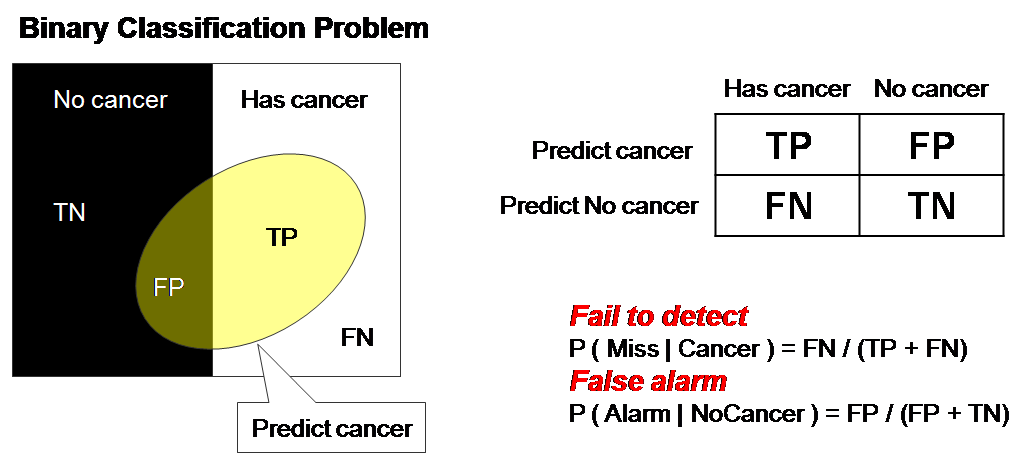 Binary Classification Problem
No cancer
Has cancer
TN
TP
FP
FN
Predict cancer
Has cancer No cancer
Predict cancer TP FP
Predict No cancer FN TN
Fail to detect
P ( Miss | Cancer ) = FN / (TP + FN)
False alarm
P ( Alarm | NoCancer ) = FP / (FP + TN)